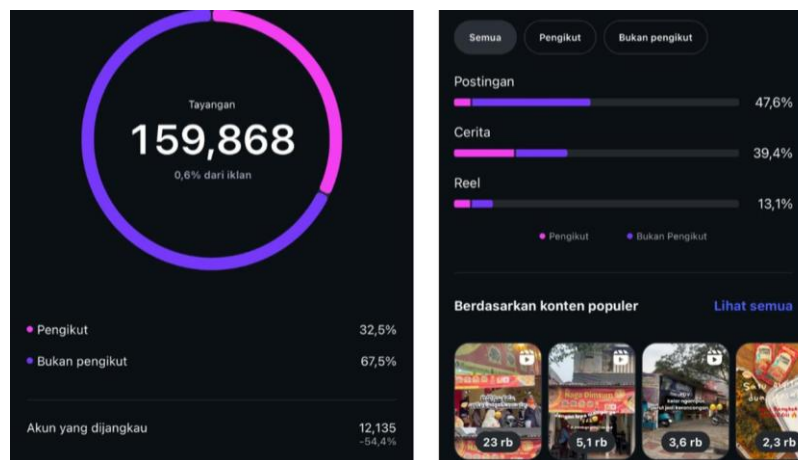 Tayangan
159,868
0,6% dari iklan
Pengikut 32,5%
Bukan pengikut 67,5%
Akun yang dijangkau 12,135
-54,4%
Semua Pengikut Bukan pengikut
Postingan
47,6%
Cerita
39,4%
Reel
13,1%
Pengikut Bukan Pengikut
Berdasarkan konten populer Lihat semua
23 rb 5,1 rb 3,6 rb 2,3 rb